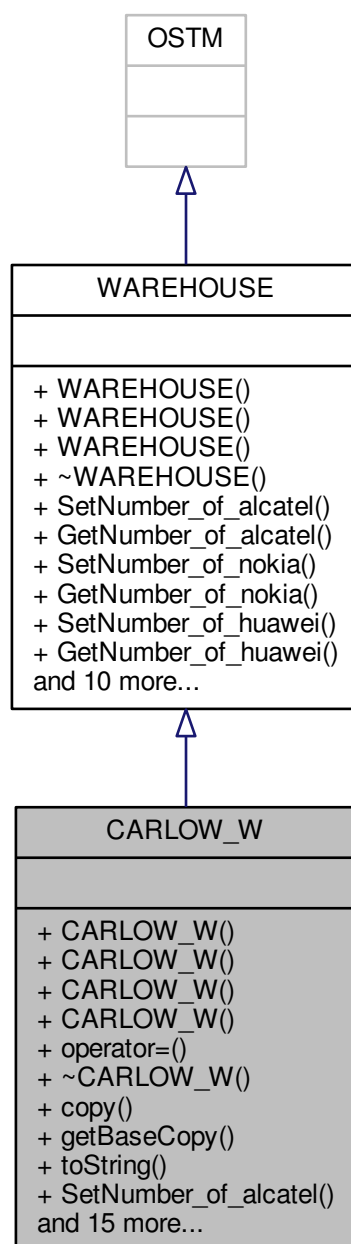 OSTM
WAREHOUSE
+ WAREHOUSE()
+ WAREHOUSE()
+ WAREHOUSE()
+ ~WAREHOUSE()
+ SetNumber_of_alcatel()
+ GetNumber_of_alcatel()
+ SetNumber_of_nokia()
+ GetNumber_of_nokia()
+ SetNumber_of_huawei()
+ GetNumber_of_huawei()
and 10 more...
CARLOW_W
+ CARLOW_W()
+ CARLOW_W()
+ CARLOW_W()
+ CARLOW_W()
+ operator=()
+ ~CARLOW_W()
+ copy()
+ getBaseCopy()
+ toString()
+ SetNumber_of_alcatel()
and 15 more...